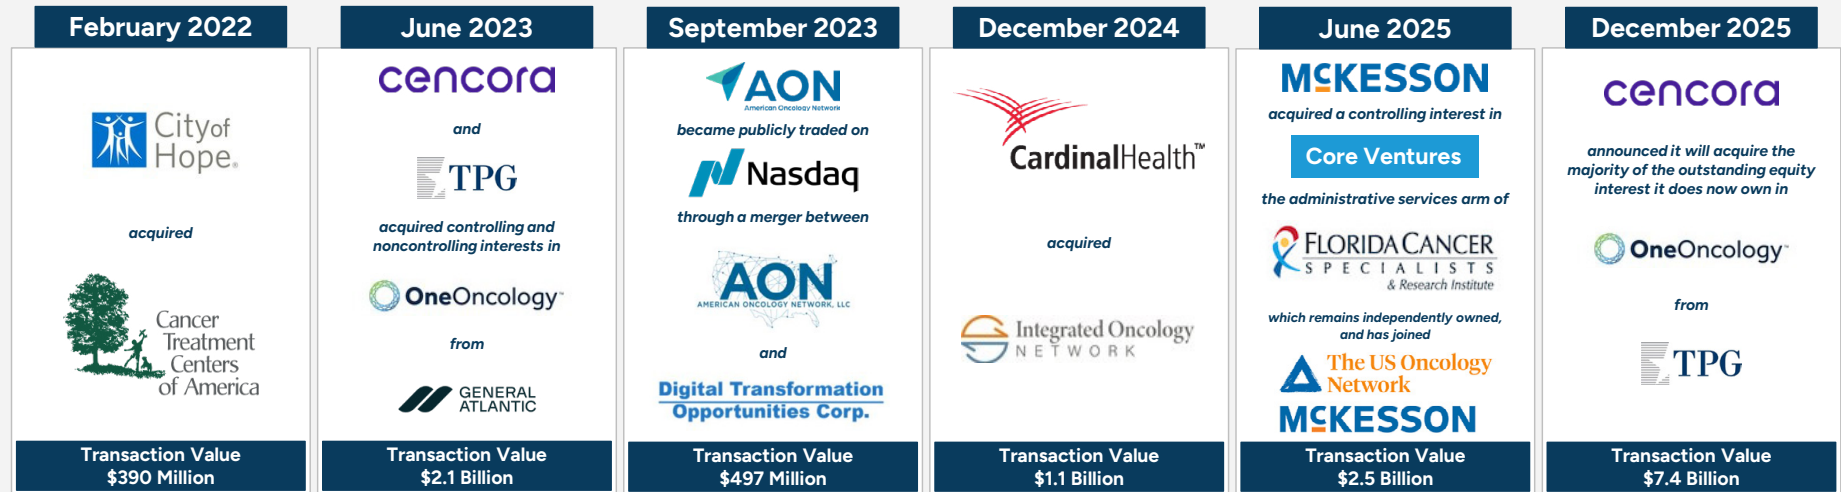 February 2022
City of
Hope®
acquired
Cancer
Treatment
Centers
of America
Transaction Value
$390 Million
June 2023
cencora
and
TPG
acquired controlling and
noncontrolling interests in
OneOncology™
from
GENERAL
ATLANTIC
Transaction Value
$2.1 Billion
September 2023
AON
American Oncology Network
became publicly traded on
Nasdaq
through a merger between
AON
AMERICAN ONCOLOGY NETWORK, LLC
and
Digital Transformation
Opportunities Corp.
Transaction Value
$497 Million
December 2024
CardinalHealth™
acquired
Integrated Oncology
NETWORK
Transaction Value
$1.1 Billion
June 2025
McKESSON
acquired a controlling interest in
Core Ventures
the administrative services arm of
FLORIDA CANCER
SPECIALISTS
& Research Institute
which remains independently owned,
and has joined
The US Oncology
Network
McKESSON
Transaction Value
$2.5 Billion
December 2025
cencora
announced it will acquire the
majority of the outstanding equity
interest it does now own in
OneOncology™
from
TPG
Transaction Value
$7.4 Billion